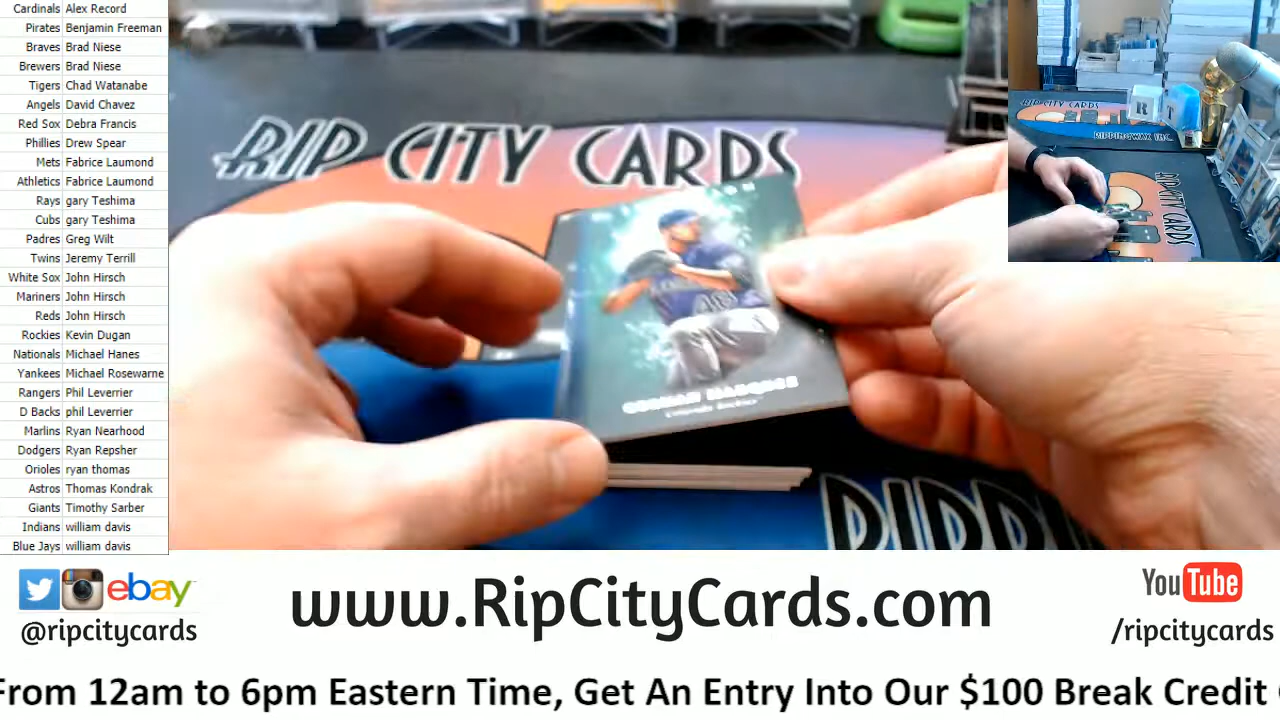 Cardinals Alex Record
Pirates Benjamin Freeman
Braves Brad Niese
Brewers Brad Niese
Tigers Chad Watanabe
Angels David Chavez
Red Sox Debra Francis
Phillies Drew Spear
Mets Fabrice Laumond
Athletics Fabrice Laumond
Rays gary Teshima
Cubs gary Teshima
Padres Greg Wilt
Twins Jeremy Terrill
White Sox John Hirsch
Mariners John Hirsch
Reds John Hirsch
Rockies Kevin Dugan
Nationals Michael Hanes
Yankees Michael Rosewarne
Rangers Phil Leverrier
D Backs phil Leverrier
Marlins Ryan Nearhood
Dodgers Ryan Repsher
Orioles ryan thomas
Astros Thomas Kondrak
Giants Timothy Sarber
Indians william davis
Blue Jays william davis
RIP CITY CARDS
RIP CITY CARDS
RIPPINGWAX INC.
RIP CITY CARDS
ebay
@ripcitycards
www.RipCityCards.com
YouTube
/ripcitycards
From 12am to 6pm Eastern Time, Get An Entry Into Our $100 Break Credit